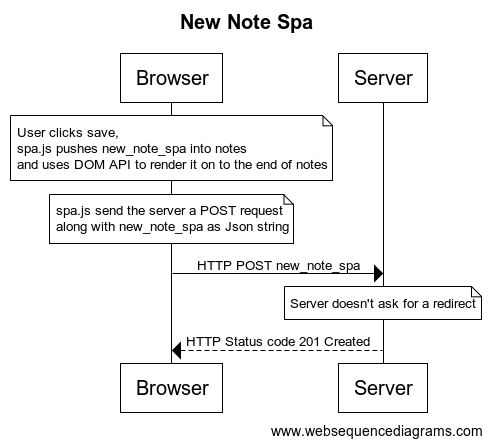 New Note Spa
Browser
Server
User clicks save,
spa.js pushes new_note_spa into notes
and uses DOM API to render it on to the end of notes
spa.js send the server a POST request
along with new_note_spa as Json string
HTTP POST new_note_spa
Server doesn't ask for a redirect
HTTP Status code 201 Created
Browser
Server
www.websequencediagrams.com